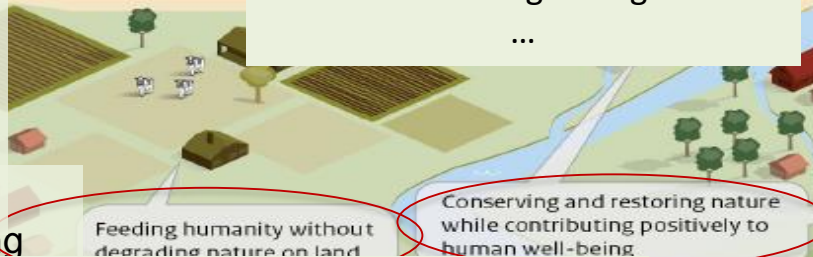 ...
Conserving and restoring nature
while contributing positively to
human well-being
Feeding humanity without
degrading nature on land